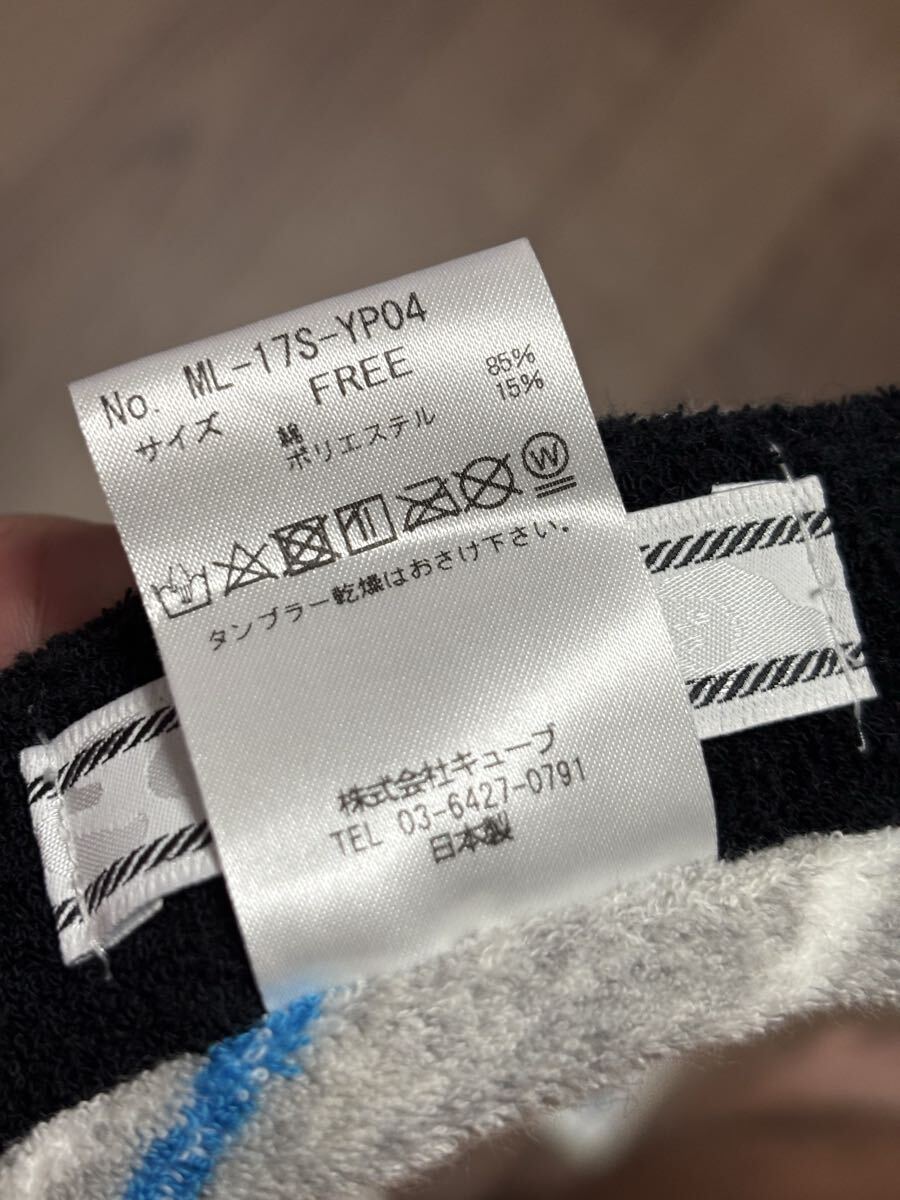 No. ML-17S-YP04
サイズ FREE
綿 85%
ポリエステル 15%
W
タンブラー乾燥はおさけ下さい。
株式会社キューブ
TEL 03-6427-0791
日本製